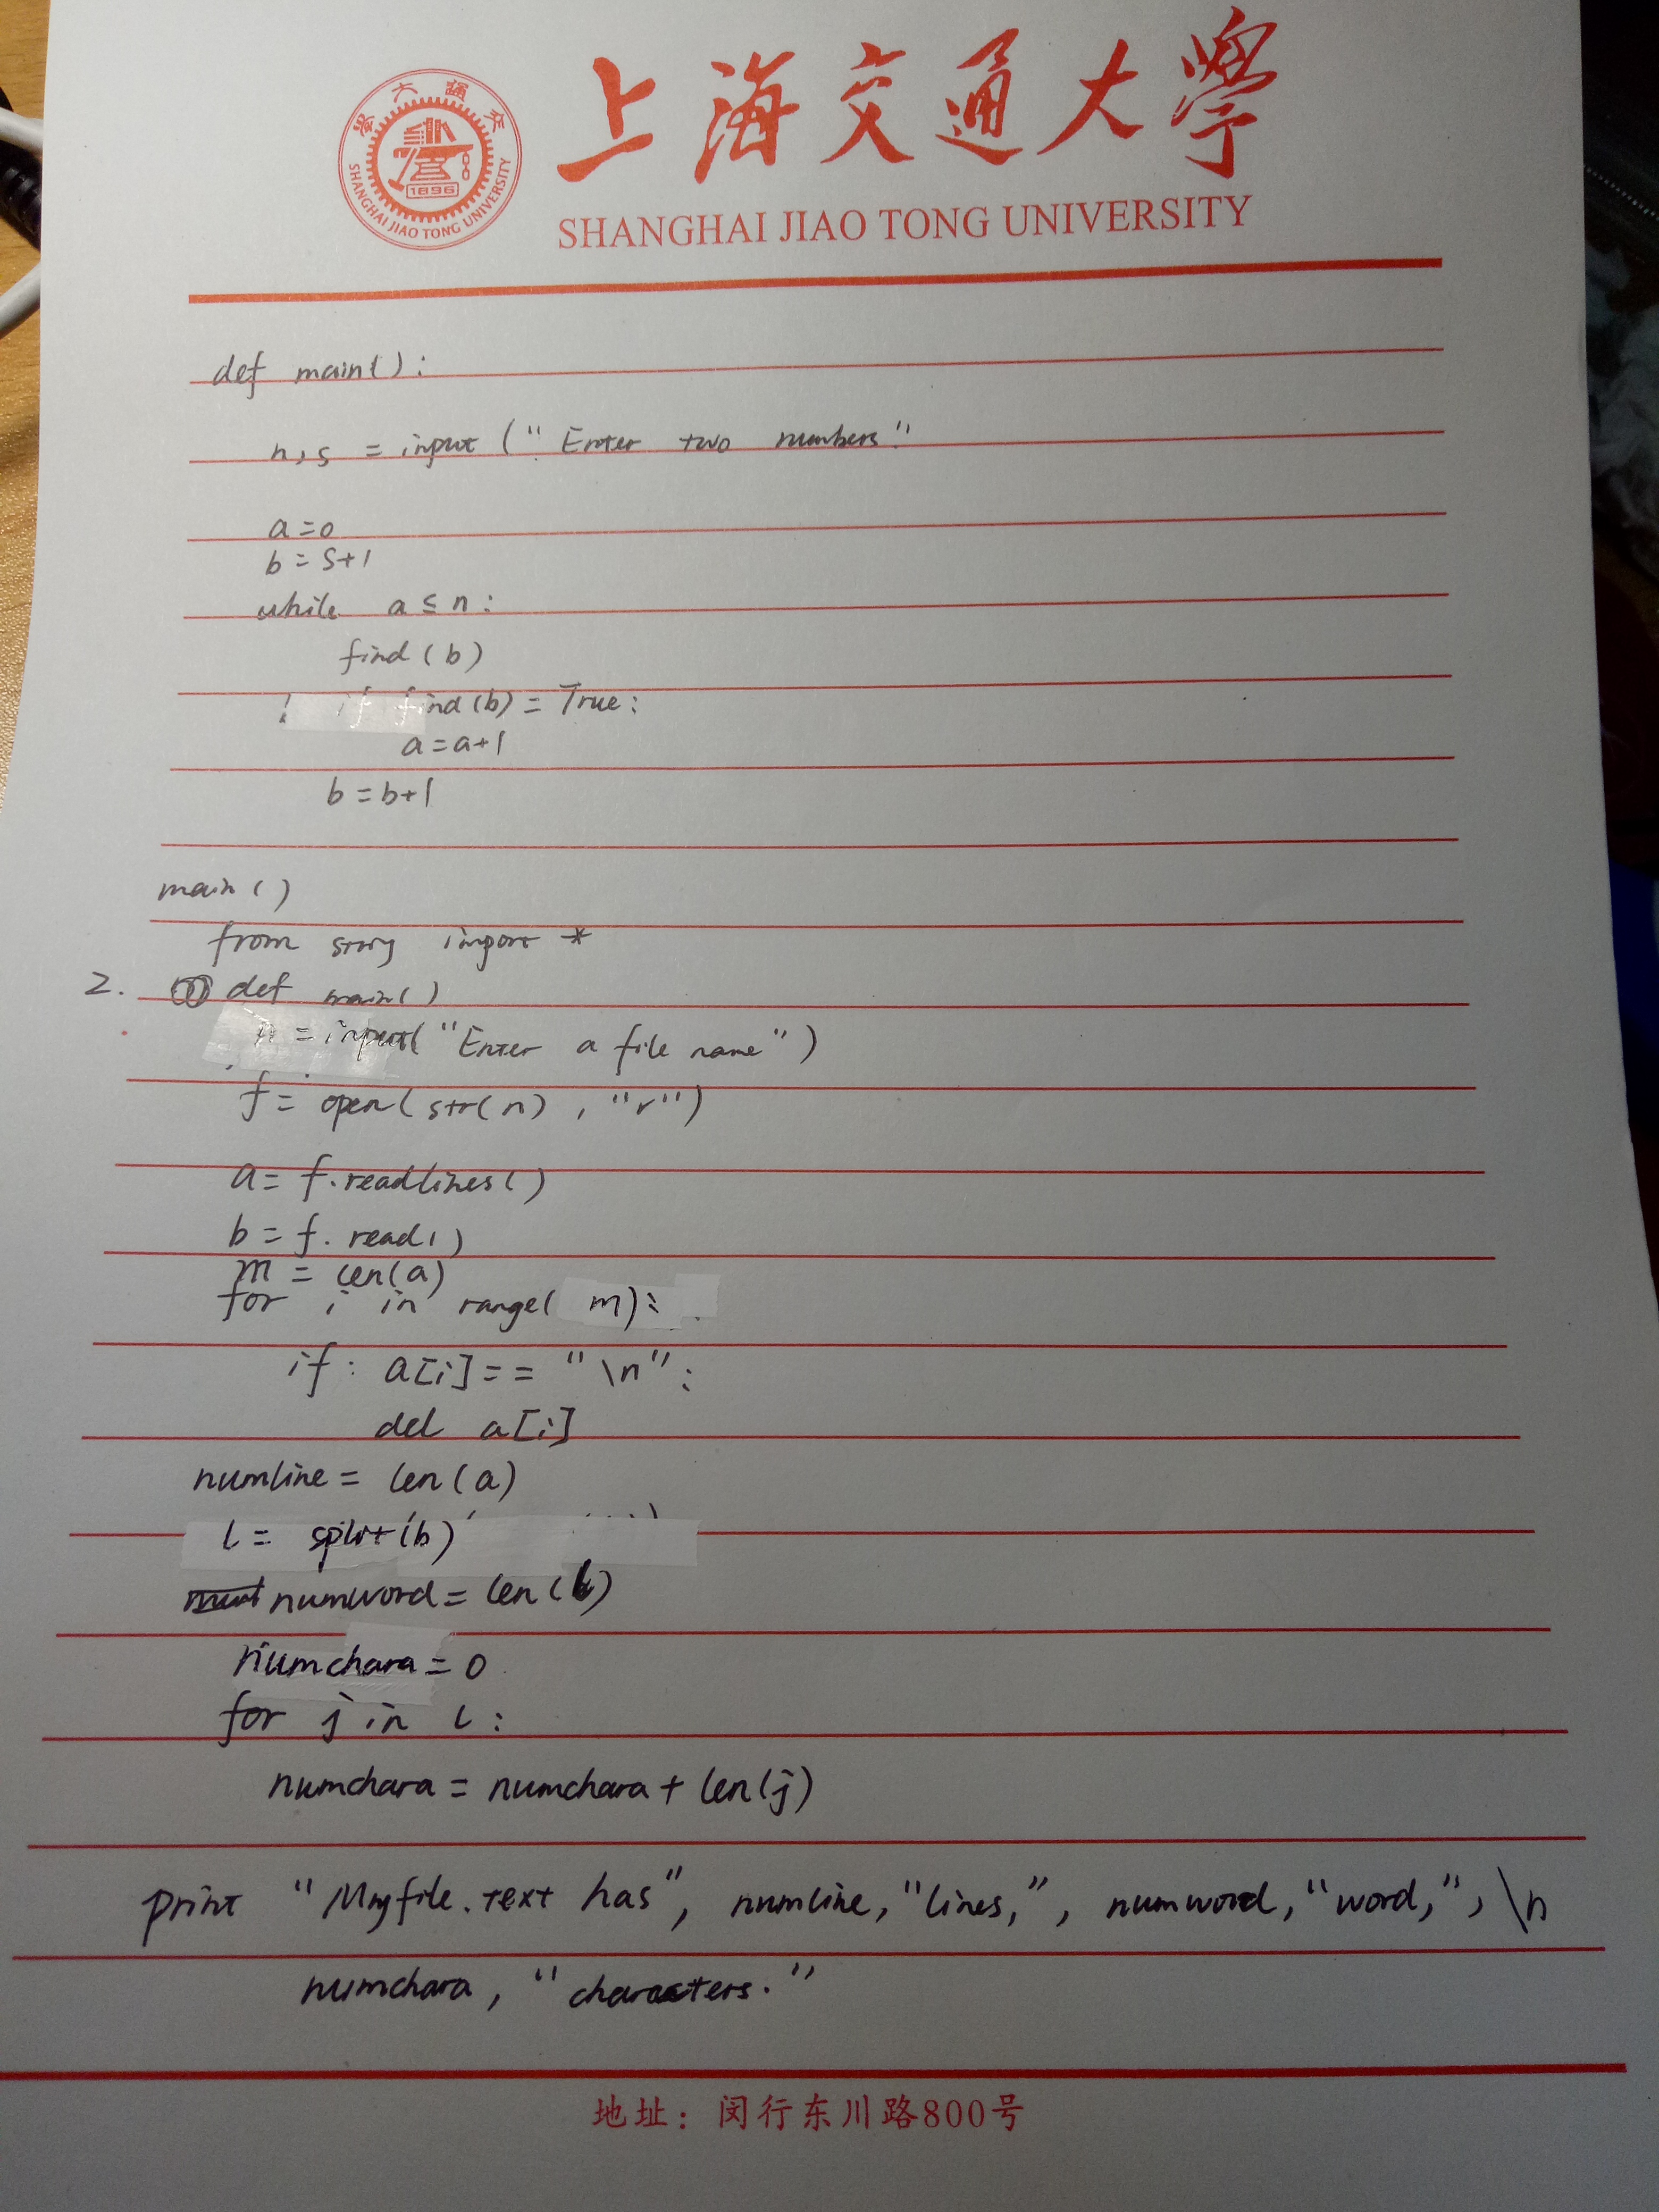 上海交通大學
SHANGHAI JIAO TONG UNIVERSITY
1896
SHANGHAI JIAO TONG UNIVERSITY
def main():
n,s = input ("Enter two numbers"
a=0
b=s+1
while a≤n:
find(b)
if find(b)=True:
a=a+1
b=b+1
main()
from import *
2. def main()
n =input("Enter a file name")
f= open(str(n),"r")
a= f.readlines()
b=f.read()
m = len(a)
for i in range( m):
if: a[i]== "\n":
del a[i]
numline= len(a)
l= split(b)
numword=len(l)
numchara=0
for j in l:
numchara = numchara+len(j)
print "Myfile.text has", numline,"lines,", numword,"word,",\n
numchara, "characters."
地址：闵行东川路800号